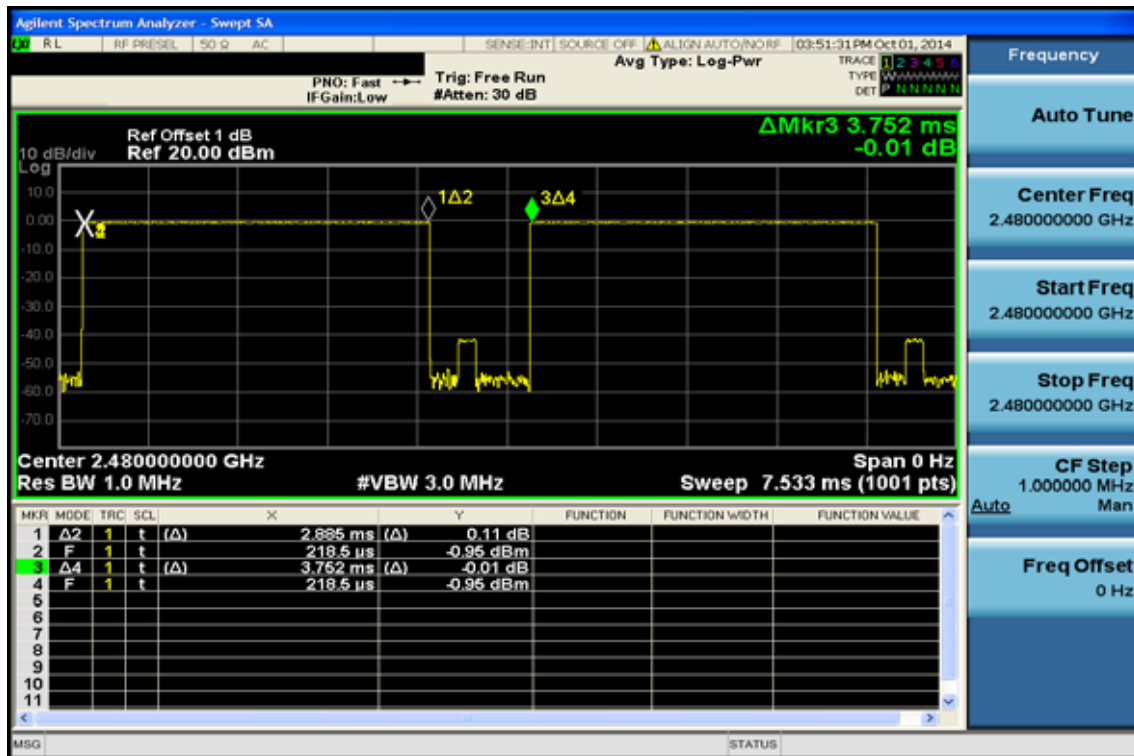 Agilent Spectrum Analyzer - Swept SA
LXI RL RF PRESEL 50 Ω AC SENSE:INT SOURCE OFF ALIGN AUTO/NO RF 03:51:31 PM Oct 01, 2014
Frequency
PNO: Fast
IFGain:Low
Trig: Free Run
#Atten: 30 dB
Avg Type: Log-Pwr
TRACE 1 2 3 4 5 6
TYPE WWWWWWW
DET P N N N N N
Auto Tune
ΔMkr3 3.752 ms
-0.01 dB
Ref Offset 1 dB
10 dB/div Ref 20.00 dBm
Log
10.0
0.00
-10.0
-20.0
-30.0
-40.0
-50.0
-60.0
-70.0
X
1Δ2
3Δ4
Center Freq
2.480000000 GHz
Start Freq
2.480000000 GHz
Stop Freq
2.480000000 GHz
Center 2.480000000 GHz Span 0 Hz
Res BW 1.0 MHz #VBW 3.0 MHz Sweep 7.533 ms (1001 pts)
CF Step
1.000000 MHz
Auto Man
MKR MODE TRC SCL X Y FUNCTION FUNCTION WIDTH FUNCTION VALUE
1 Δ2 1 t (Δ) 2.885 ms (Δ) 0.11 dB
2 F 1 t 218.5 µs -0.95 dBm
3 Δ4 1 t (Δ) 3.752 ms (Δ) -0.01 dB
4 F 1 t 218.5 µs -0.95 dBm
5
6
7
8
9
10
11
Freq Offset
0 Hz
MSG STATUS